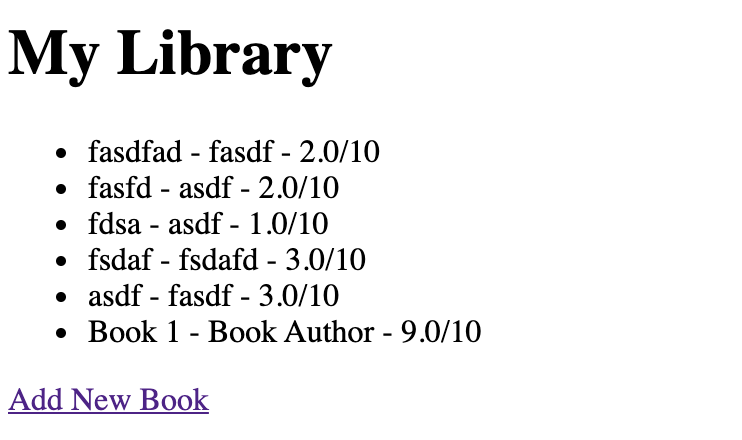 My Library
fasdfad - fasdf - 2.0/10
fasfd - asdf - 2.0/10
fdsa - asdf - 1.0/10
fsdaf - fsdafd - 3.0/10
asdf - fasdf - 3.0/10
Book 1 - Book Author - 9.0/10
Add New Book